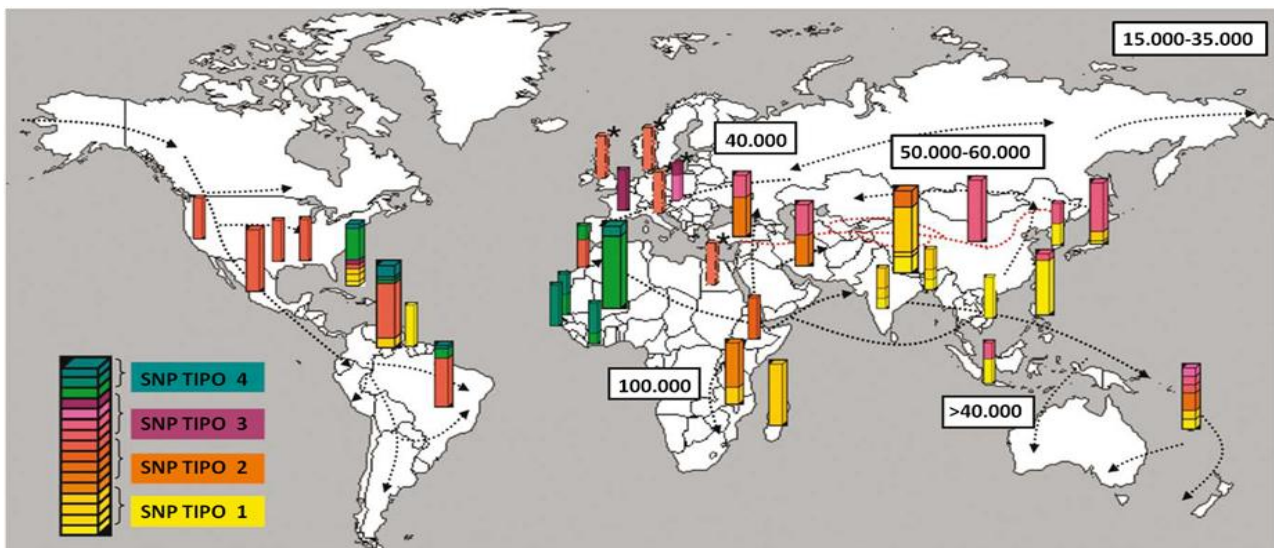 15.000-35.000
40.000
50.000-60.000
*
*
*
*
100.000
>40.000
SNP TIPO 4
SNP TIPO 3
SNP TIPO 2
SNP TIPO 1